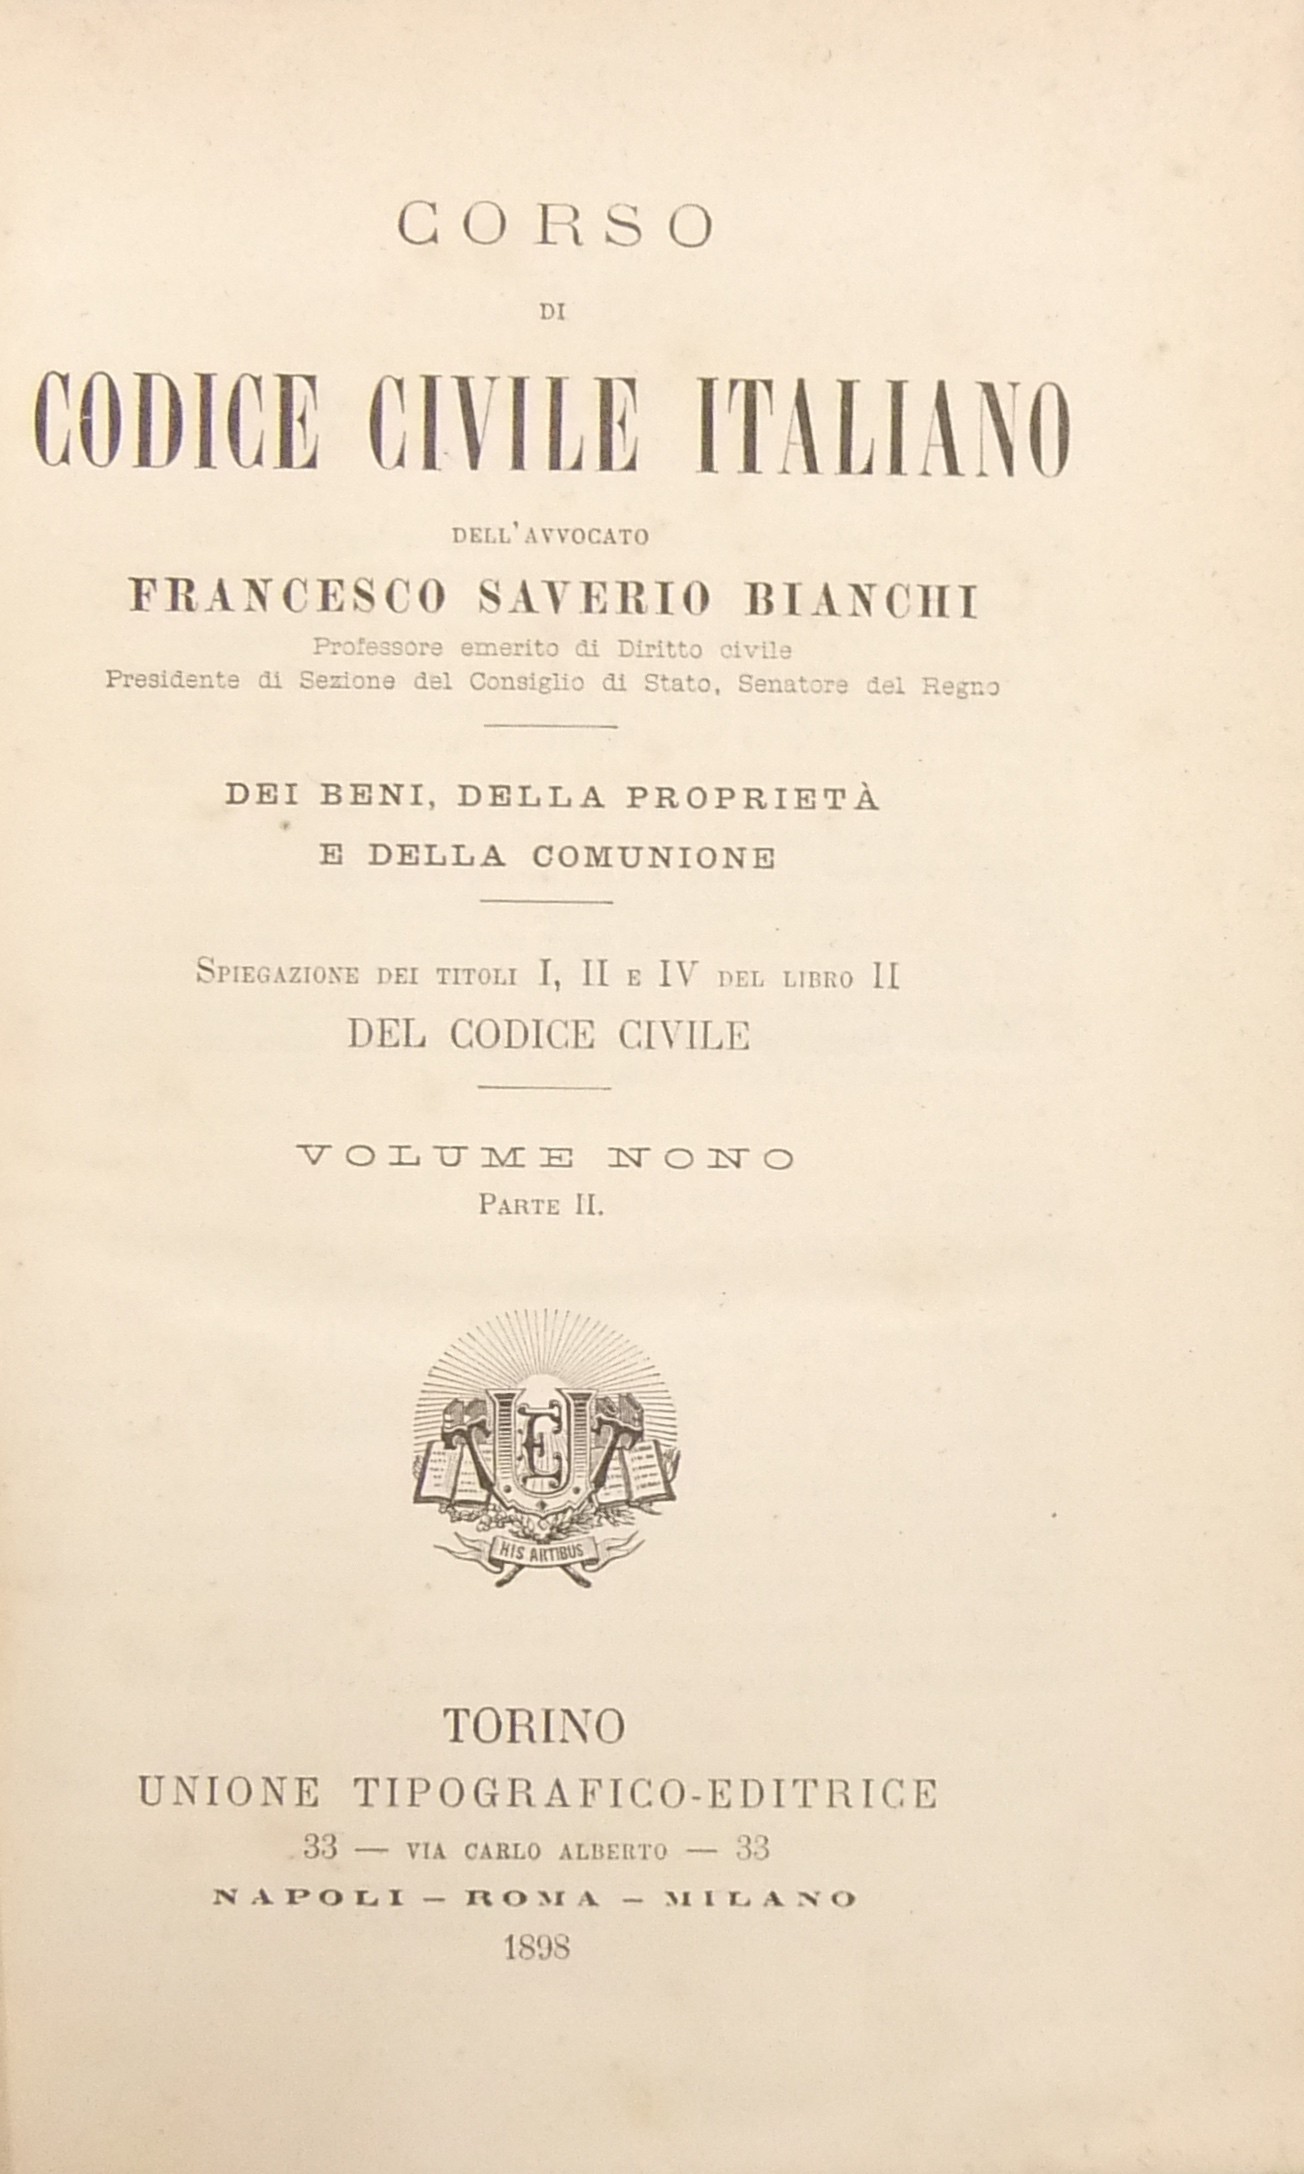 CORSO
DI
CODICE CIVILE ITALIANO
DELL'AVVOCATO
FRANCESCO SAVERIO BIANCHI
Professore emerito di Diritto civile
Presidente di Sezione del Consiglio di Stato, Senatore del Regno
DEI BENI, DELLA PROPRIETÀ
E DELLA COMUNIONE
SPIEGAZIONE DEI TITOLI I, II E IV DEL LIBRO II
DEL CODICE CIVILE
VOLUME NONO
PARTE II.
UE
HIS ARTIBUS
TORINO
UNIONE TIPOGRAFICO-EDITRICE
33 — VIA CARLO ALBERTO — 33
NAPOLI — ROMA — MILANO
1898